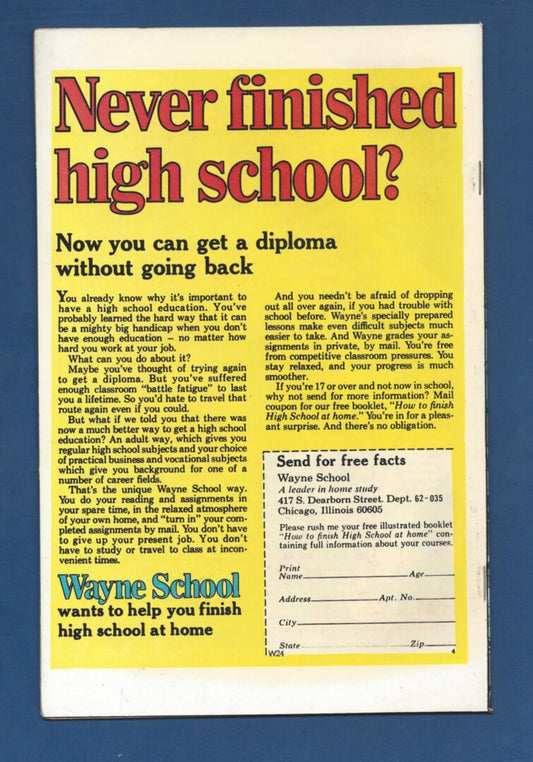 Never finished
high school?
Now you can get a diploma
without going back
You already know why it's important to
have a high school education. You've
probably learned the hard way that it can
be a mighty big handicap when you don't
have enough education – no matter how
hard you work at your job.
What can you do about it?
Maybe you've thought of trying again
to get a diploma. But you've suffered
enough classroom "battle fatigue" to last
you a lifetime. So you'd hate to travel that
route again even if you could.
But what if we told you that there was
now a much better way to get a high school
education? An adult way, which gives you
regular high school subjects and your choice
of practical business and vocational subjects
which give you background for one of a
number of career fields.
That's the unique Wayne School way.
You do your reading and assignments in
your spare time, in the relaxed atmosphere
of your own home, and "turn in" your com-
pleted assignments by mail. You don't have
to give up your present job. You don't
have to study or travel to class at incon-
venient times.
Wayne School
wants to help you finish
high school at home
And you needn't be afraid of dropping
out all over again, if you had trouble with
school before. Wayne's specially prepared
lessons make even difficult subjects much
easier to take. And Wayne grades your as-
signments in private, by mail. You're free
from competitive classroom pressures. You
stay relaxed, and your progress is much
smoother.
If you're 17 or over and not now in school,
why not send for more information? Mail
coupon for our free booklet, "How to finish
High School at home." You're in for a pleas-
ant surprise. And there's no obligation.
Send for free facts
Wayne School
A leader in home study
417 S. Dearborn Street. Dept. 62-035
Chicago, Illinois 60605
Please rush me your free illustrated booklet
"How to finish High School at home" con-
taining full information about your courses.
Print
Name Age
Address Apt. No.
City
State Zip
W24 4